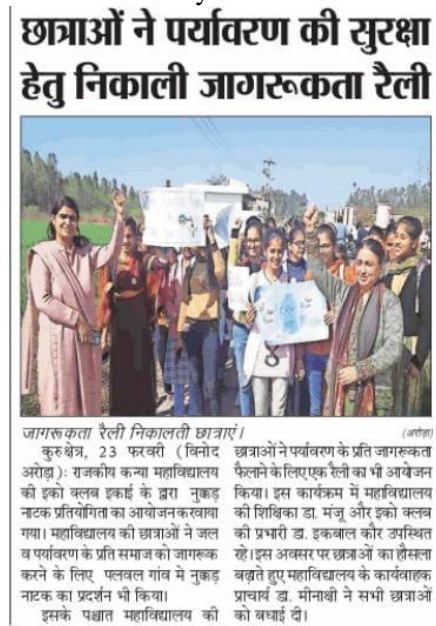 छात्राओं ने पर्यावरण की सुरक्षा
हेतु निकाली जागरूकता रैली
जागरूकता रैली निकालती छात्राएं।
(अरोड़ा)
कुरुक्षेत्र, 23 फरवरी (विनोद
अरोड़ा): राजकीय कन्या महाविद्यालय
की इको क्लब इकाई के द्वारा नुक्कड़
नाटक प्रतियोगिता का आयोजन करवाया
गया। महाविद्यालय की छात्राओं ने जल
व पर्यावरण के प्रति समाज को जागरूक
करने के लिए पलवल गांव मे नुक्कड़
नाटक का प्रदर्शन भी किया।
इसके पश्चात महाविद्यालय की
छात्राओं ने पर्यावरण के प्रति जागरूकता
फैलाने के लिए एक रैली का भी आयोजन
किया। इस कार्यक्रम में महाविद्यालय
की शिक्षिका डा. मंजू और इको क्लब
की प्रभारी डा. इकबाल कौर उपस्थित
रहे। इस अवसर पर छात्राओं का हौसला
बढ़ाते हुए महाविद्यालय के कार्यवाहक
प्राचार्य डा. मीनाक्षी ने सभी छात्राओं
को बधाई दी।